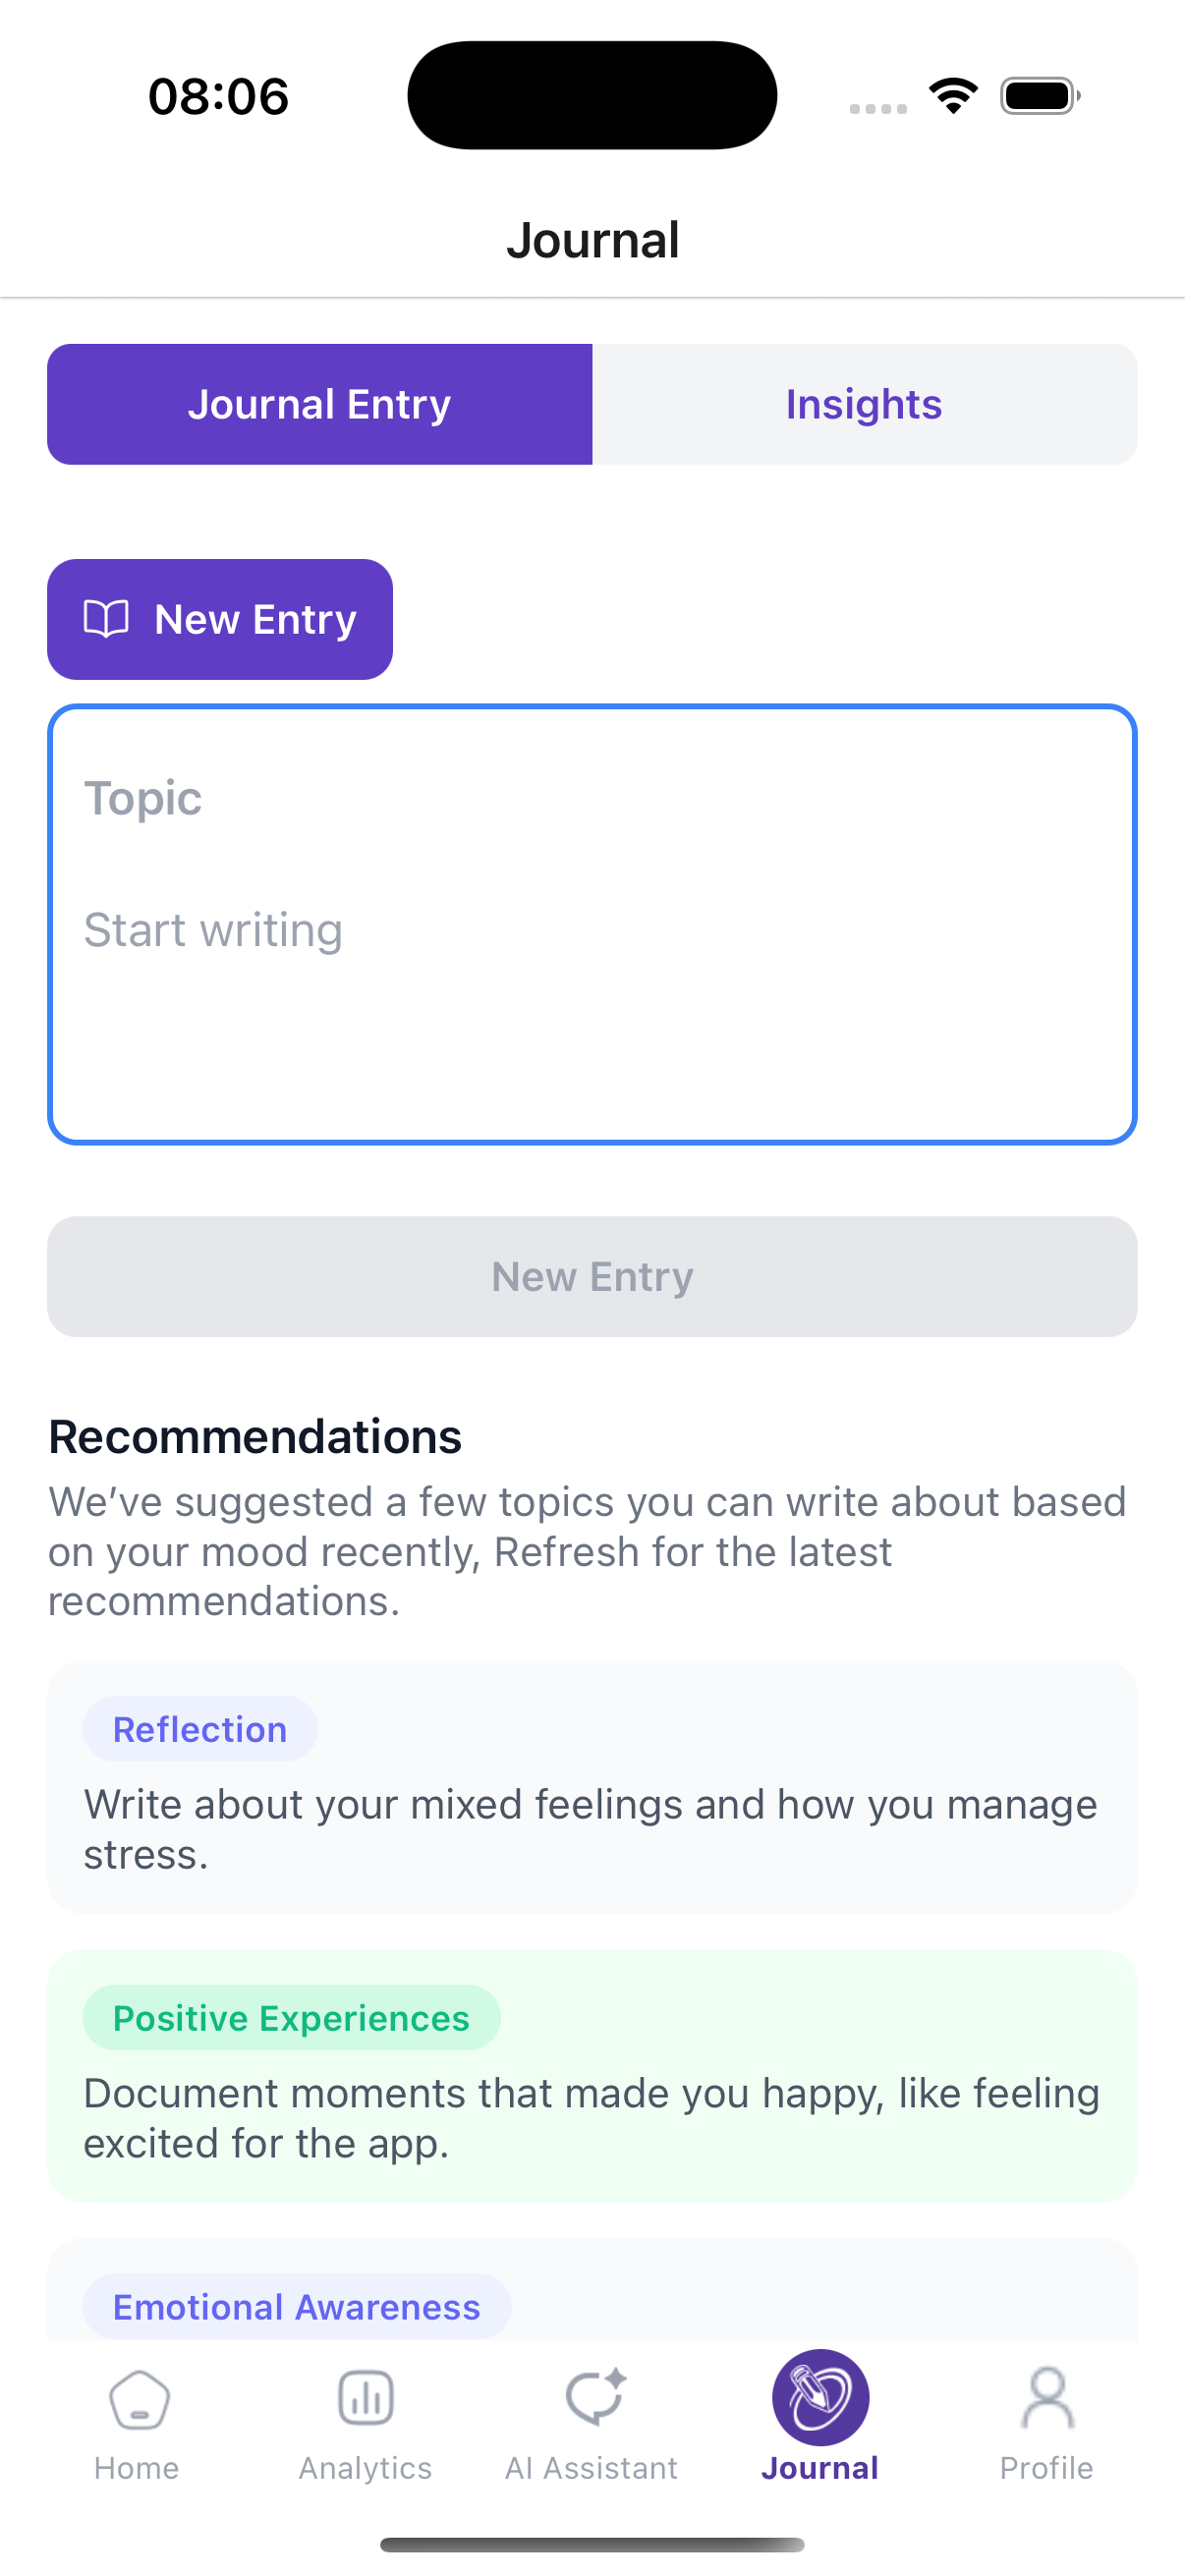 08:06
Journal
Journal Entry
Insights
New Entry
Topic
Start writing
New Entry
Recommendations
We’ve suggested a few topics you can write about based
on your mood recently, Refresh for the latest
recommendations.
Reflection
Write about your mixed feelings and how you manage
stress.
Positive Experiences
Document moments that made you happy, like feeling
excited for the app.
Emotional Awareness
Home
Analytics
AI Assistant
Journal
Profile